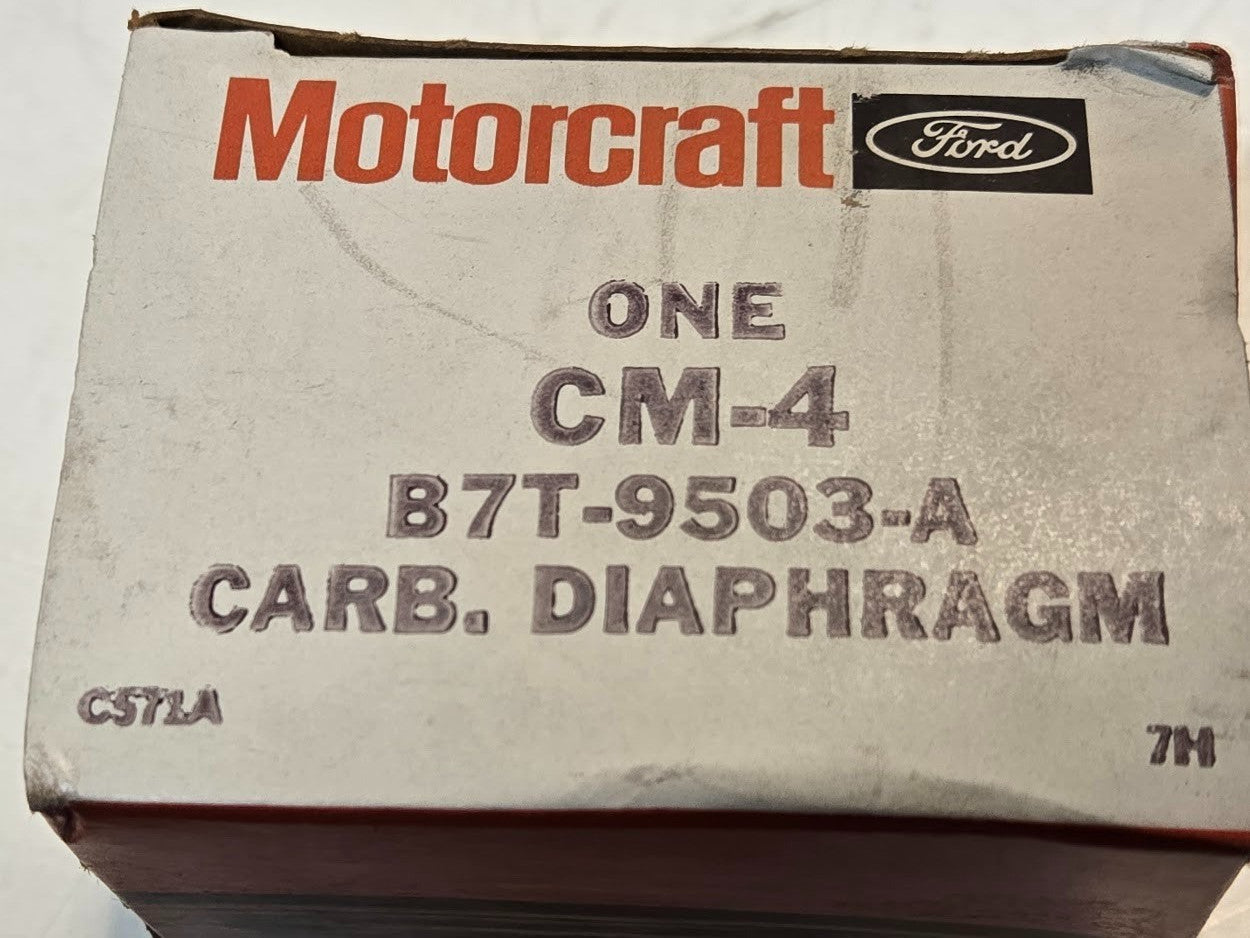 Motorcraft Ford
ONE
CM-4
B7T-9503-A
CARB. DIAPHRAGM
C571A
7H